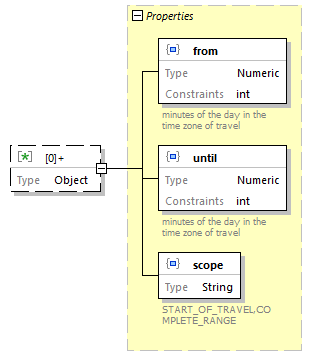 Properties
from
Type Numeric
Constraints int
minutes of the day in the
time zone of travel
[0]+
Type Object
until
Type Numeric
Constraints int
minutes of the day in the
time zone of travel
scope
Type String
START_OF_TRAVEL,CO
MPLETE_RANGE